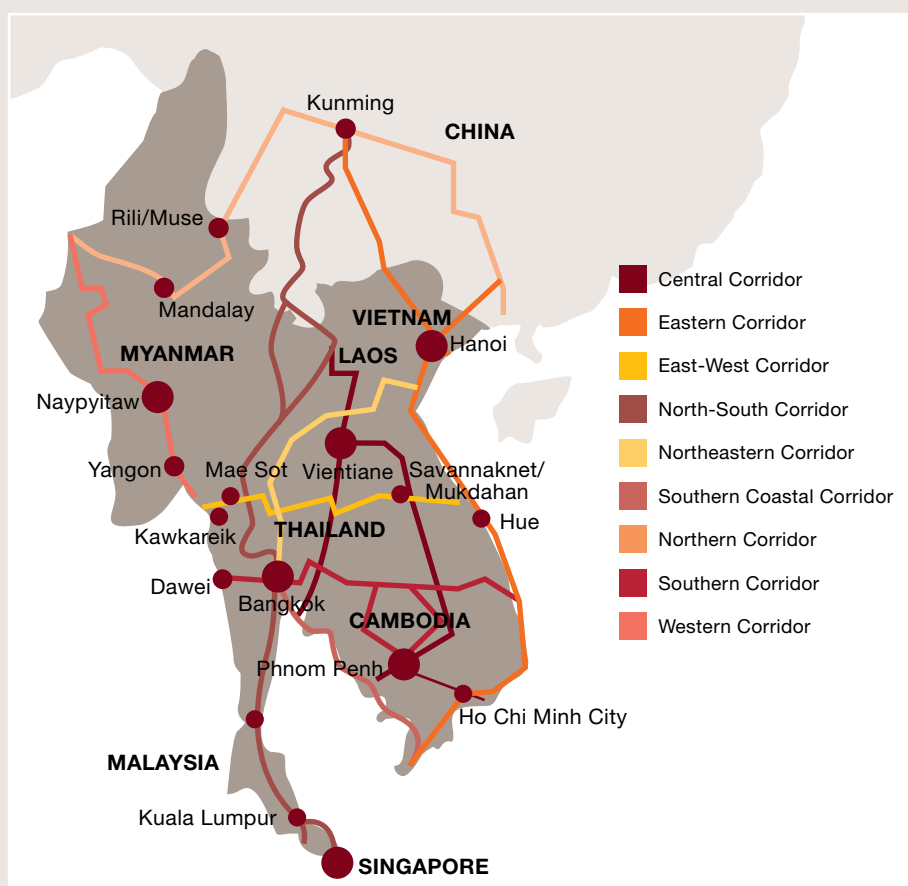 Kunming
CHINA
Rili/Muse
Mandalay
VIETNAM
Hanoi
MYANMAR
LAOS
Naypyitaw
Yangon
Mae Sot
Vientiane
Savannaknet/
Mukdahan
Hue
Kawkareik
THAILAND
Dawei
Bangkok
CAMBODIA
Phnom Penh
Ho Chi Minh City
MALAYSIA
Kuala Lumpur
SINGAPORE
Central Corridor
Eastern Corridor
East-West Corridor
North-South Corridor
Northeastern Corridor
Southern Coastal Corridor
Northern Corridor
Southern Corridor
Western Corridor